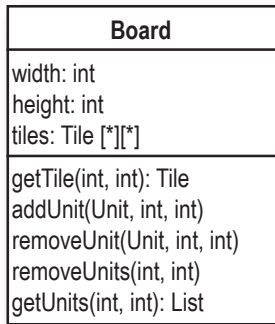 Board
width: int
height: int
tiles: Tile [*][*]
getTile(int, int): Tile
addUnit(Unit, int, int)
removeUnit(Unit, int, int)
removeUnits(int, int)
getUnits(int, int): List